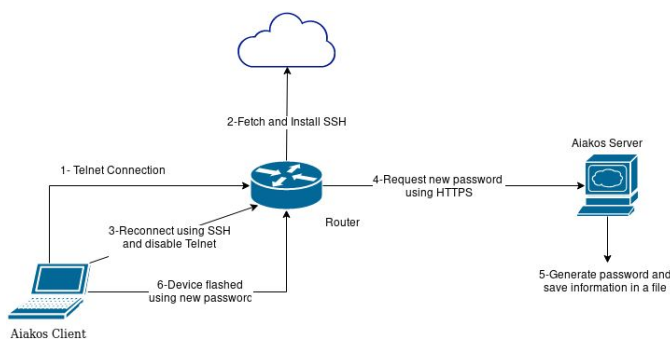 2-Fetch and Install SSH
Aiakos Server
1- Telnet Connection
4-Request new password
using HTTPS
3-Reconnect using SSH
and disable Telnet
Router
6-Device flashed
using new password
5-Generate password and
save information in a file
Aiakos Client